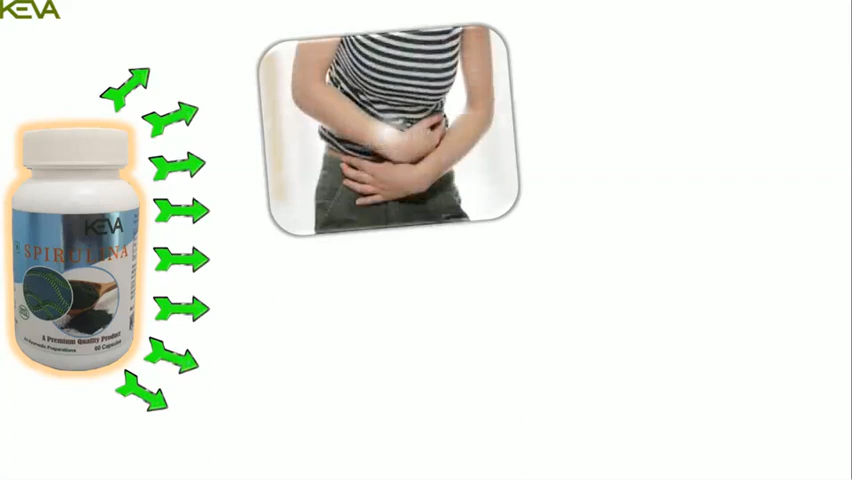 KEVA
KEVA
SPIRULINA
A Premium Quality Product
60 Capsules